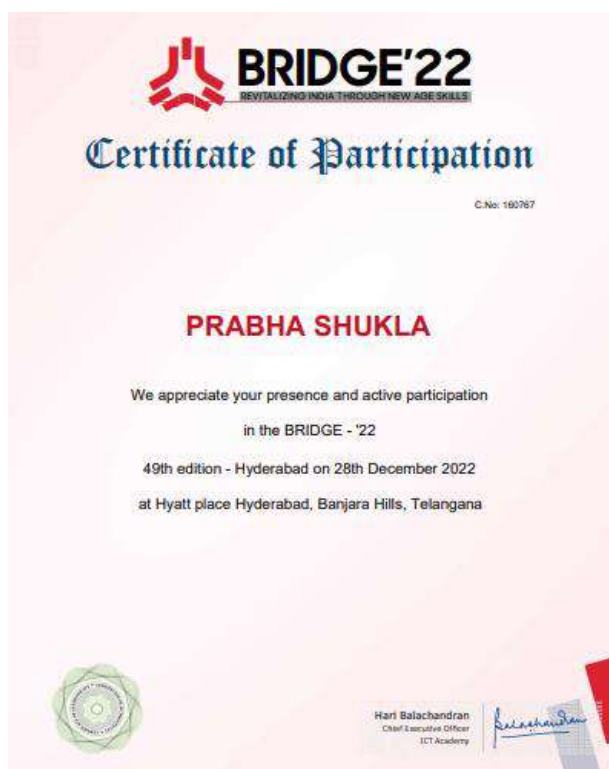 BRIDGE'22
REVITALIZING INDIA THROUGH NEW AGE SKILLS
Certificate of Participation
C.No: 160767
PRABHA SHUKLA
We appreciate your presence and active participation
in the BRIDGE - '22
49th edition - Hyderabad on 28th December 2022
at Hyatt place Hyderabad, Banjara Hills, Telangana
Hari Balachandran
Chief Executive Officer
ICT Academy
Balachandran